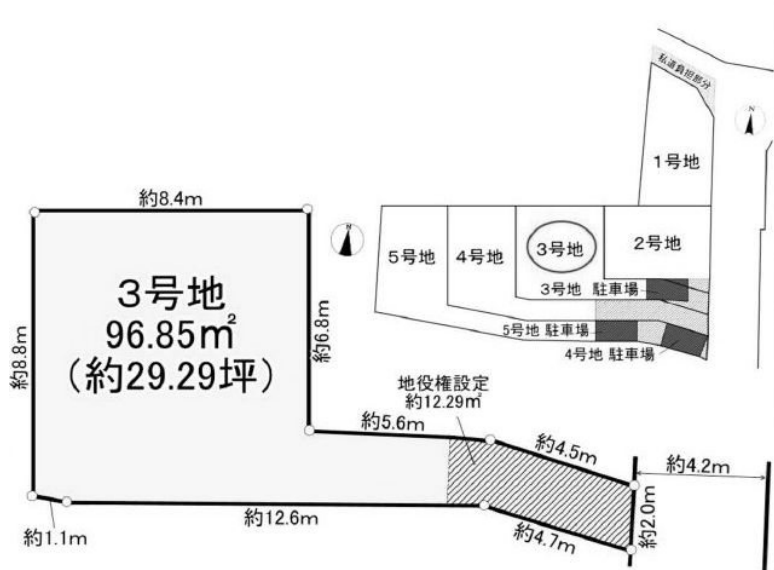 私道負担部分
N
1号地
5号地
4号地
3号地
2号地
3号地 駐車場
5号地 駐車場
4号地 駐車場
約8.4m
N
3号地
96.85㎡
(約29.29坪)
約8.8m
約6.8m
地役権設定
約12.29㎡
約5.6m
約4.5m
約4.2m
約2.0m
約12.6m
約4.7m
約1.1m